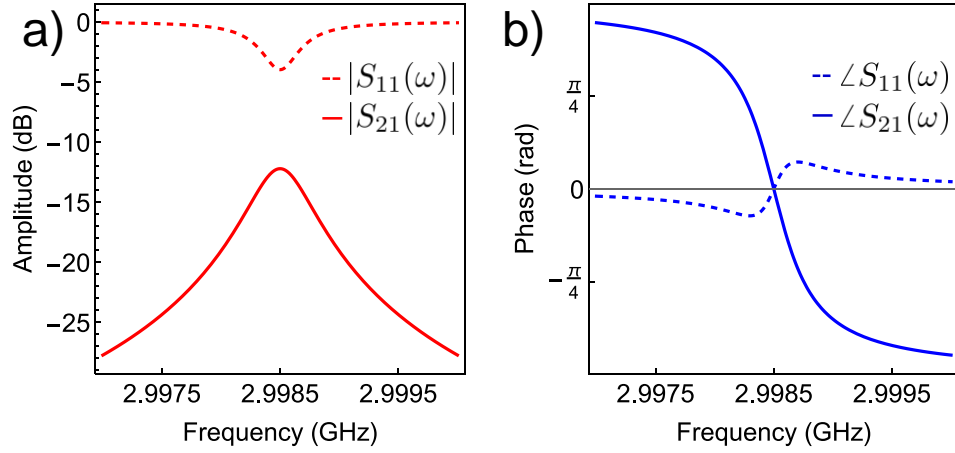 a)
Amplitude (dB)
0
−5
−10
−15
−20
−25
|S₁₁(ω)|
|S₂₁(ω)|
2.9975 2.9985 2.9995
Frequency (GHz)
b)
Phase (rad)
π/4
0
−π/4
∠S₁₁(ω)
∠S₂₁(ω)
2.9975 2.9985 2.9995
Frequency (GHz)